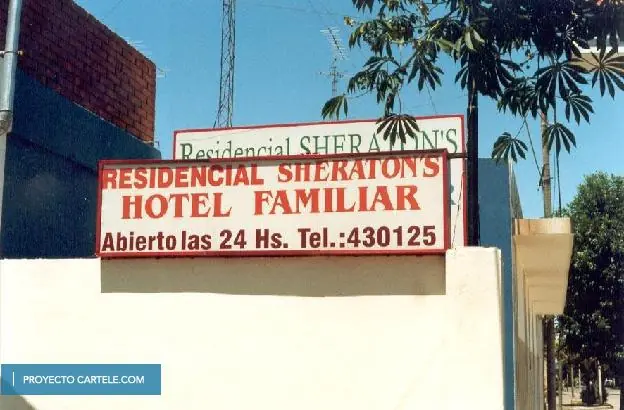 Residencial SHERATON'S
RESIDENCIAL SHERATON'S
HOTEL FAMILIAR
Abierto las 24 Hs. Tel.:430125
PROYECTO CARTELE.COM